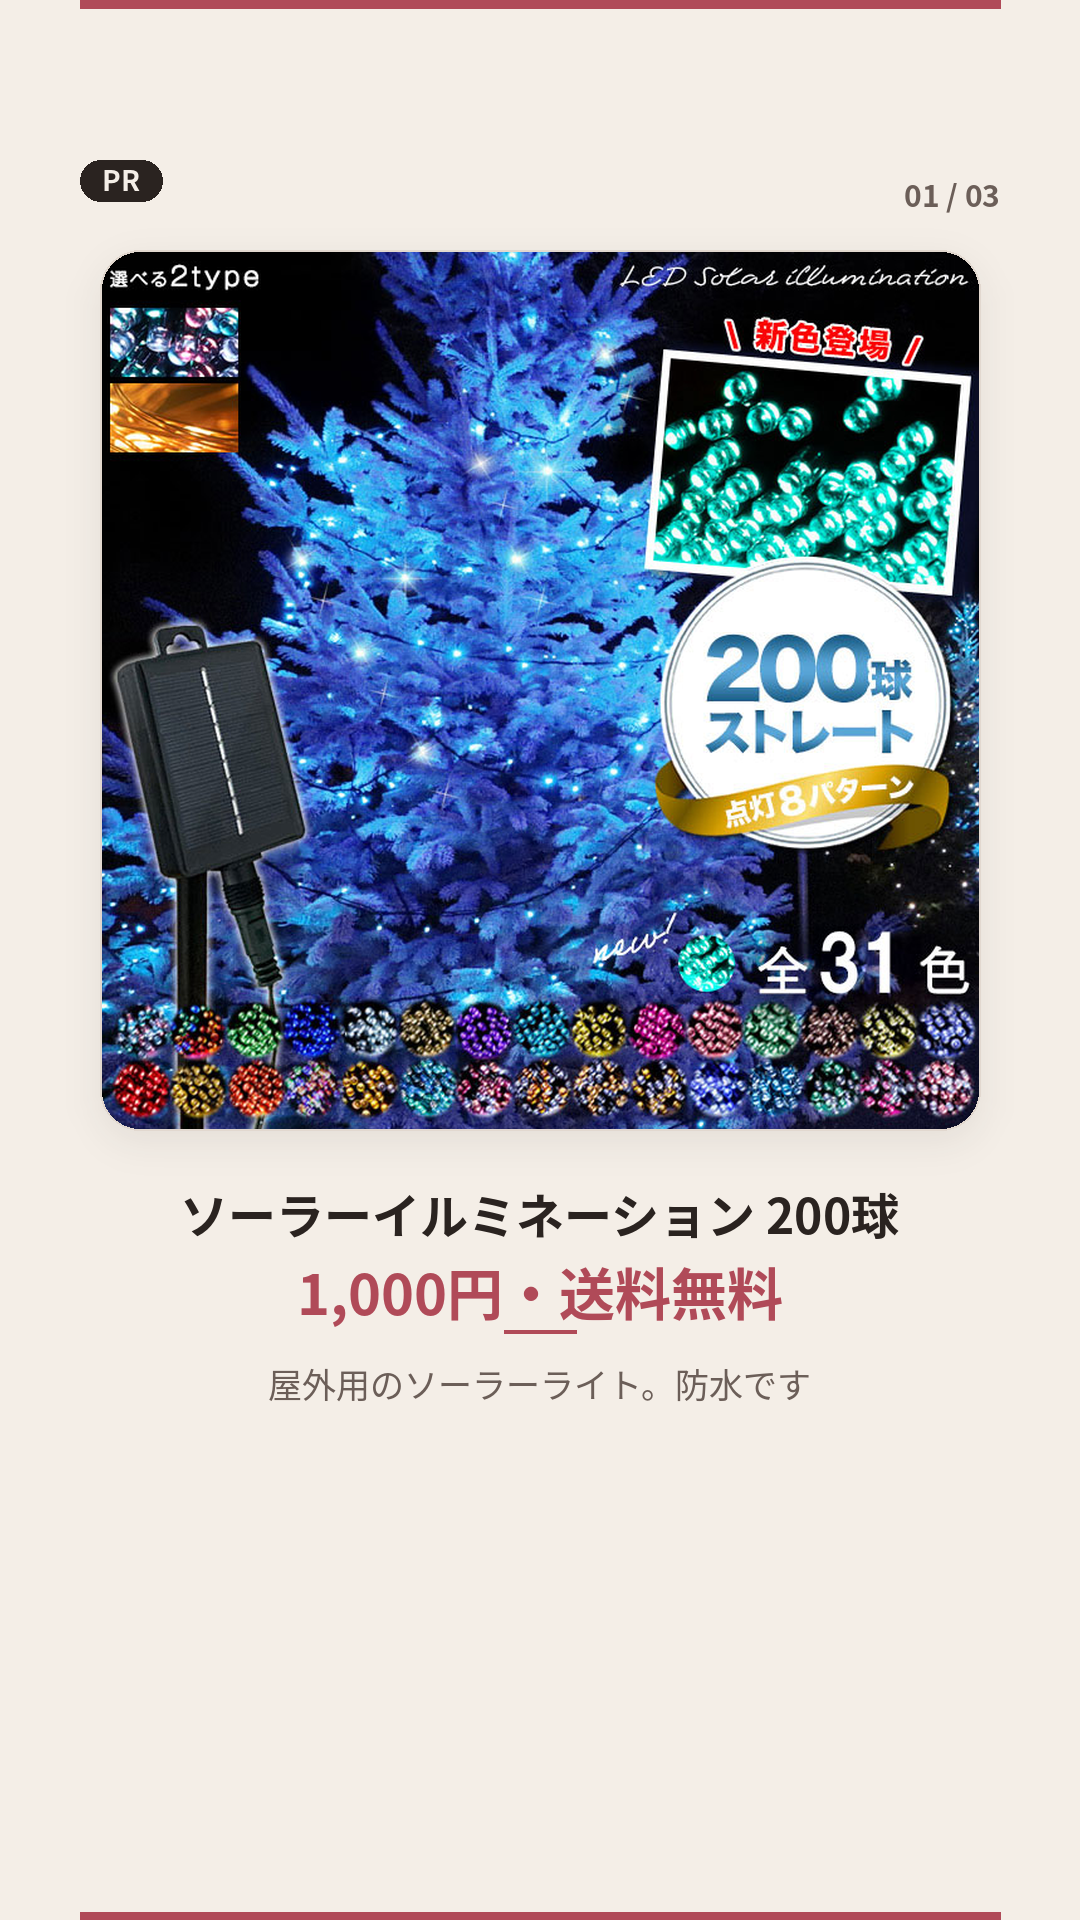 PR
01 / 03
選べる2type
LED Solar illumination
\ 新色登場 /
200球
ストレート
点灯8パターン
new!
全31色
ソーラーイルミネーション 200球
1,000円・送料無料
屋外用のソーラーライト。防水です